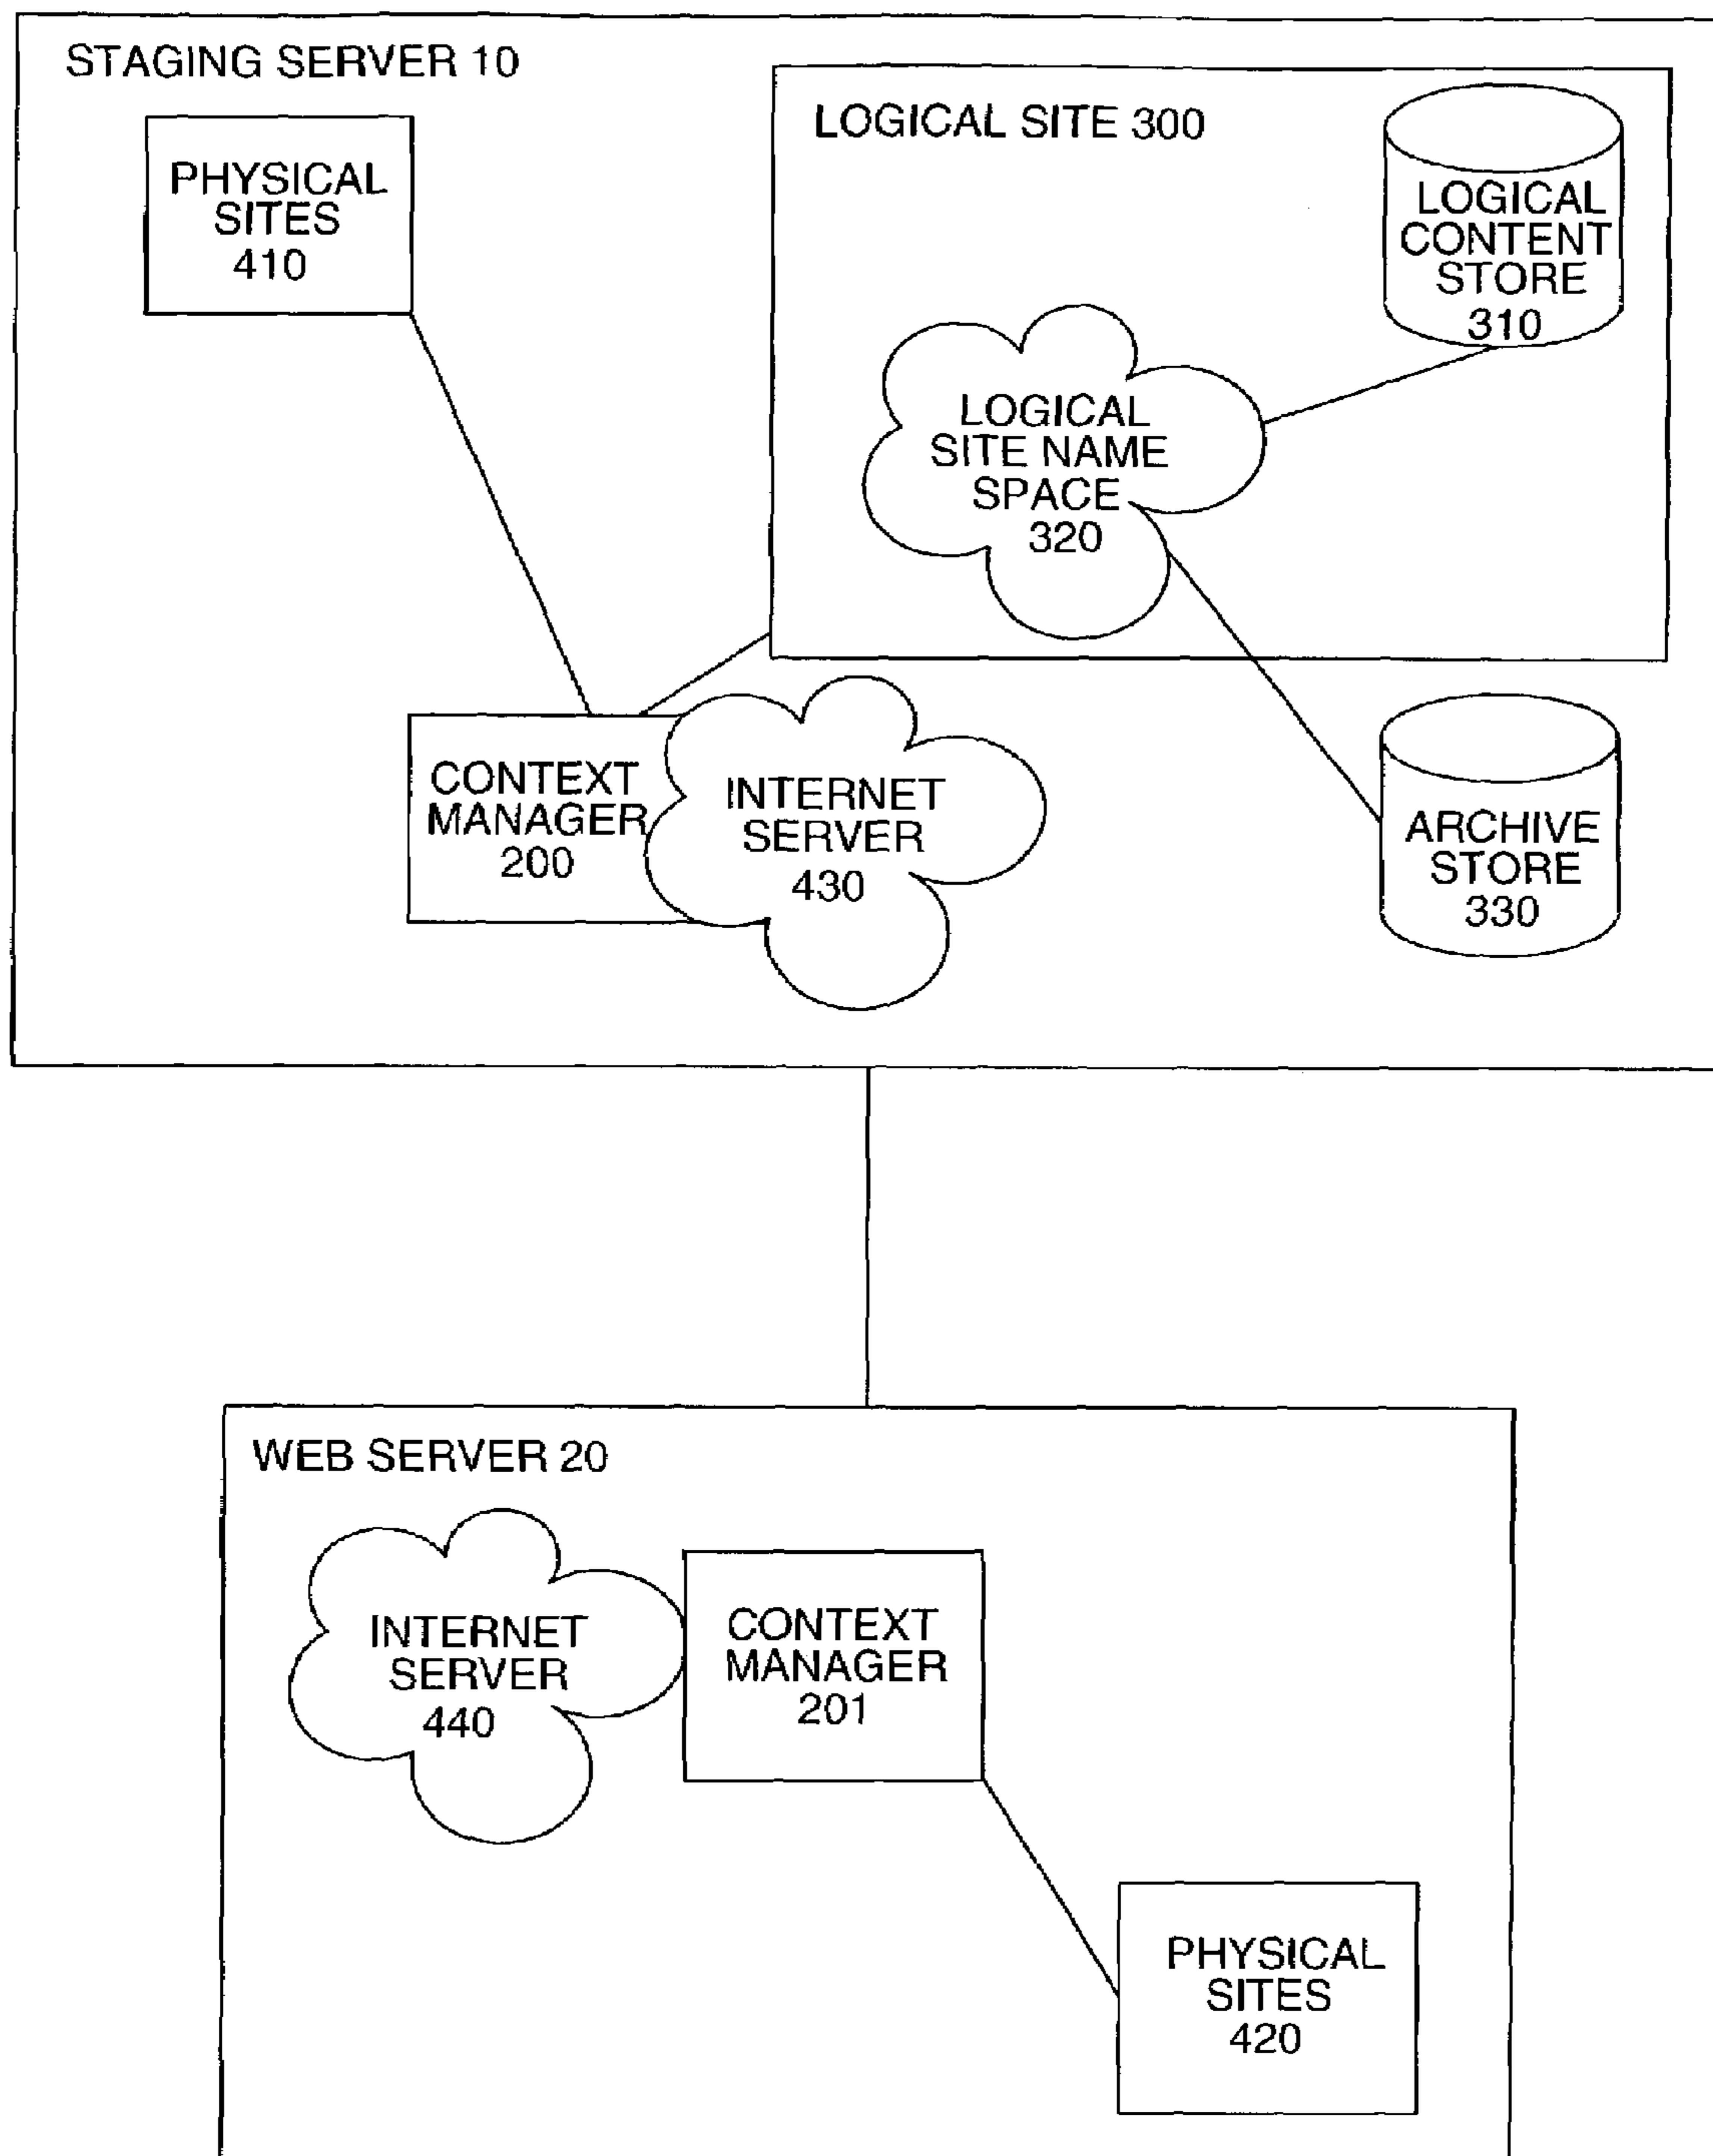 STAGING SERVER 10
PHYSICAL
SITES
410
LOGICAL SITE 300
LOGICAL
CONTENT
STORE
310
LOGICAL
SITE NAME
SPACE
320
CONTEXT
MANAGER
200
INTERNET
SERVER
430
ARCHIVE
STORE
330
WEB SERVER 20
INTERNET
SERVER
440
CONTEXT
MANAGER
201
PHYSICAL
SITES
420